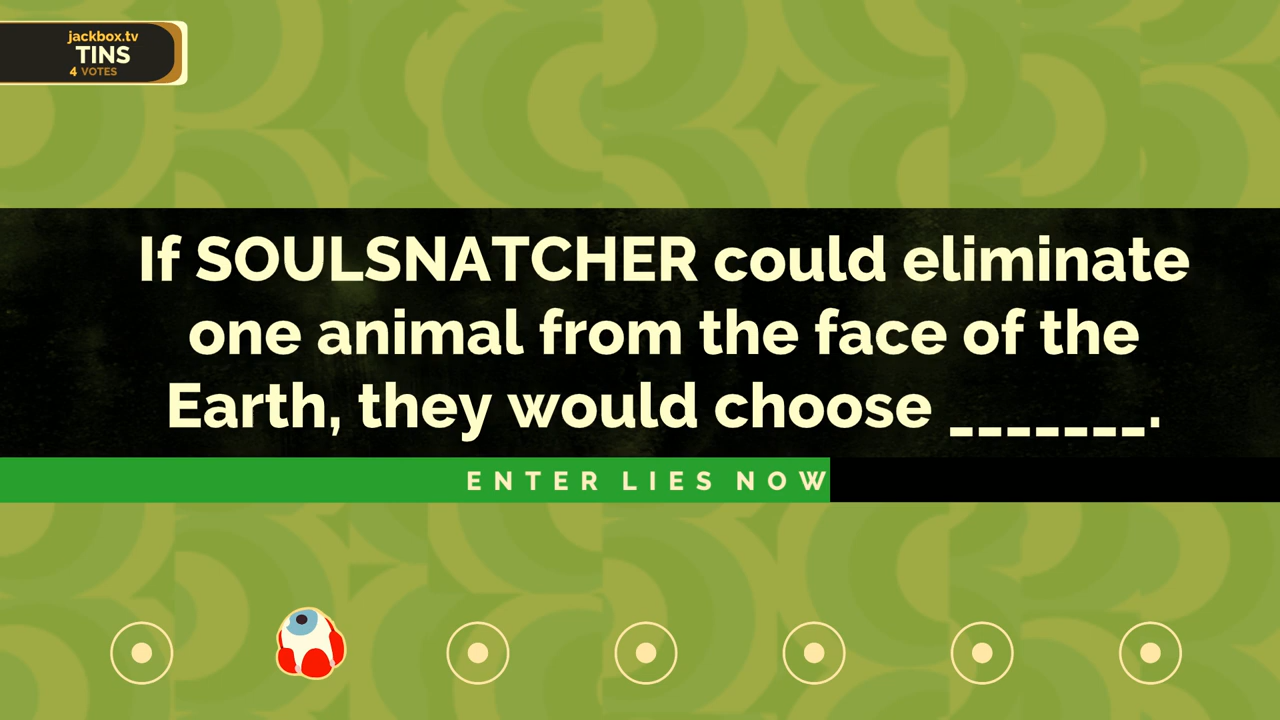 jackbox.tv
TINS
4 VOTES
If SOULSNATCHER could eliminate
one animal from the face of the
Earth, they would choose _______.
ENTER LIES NOW